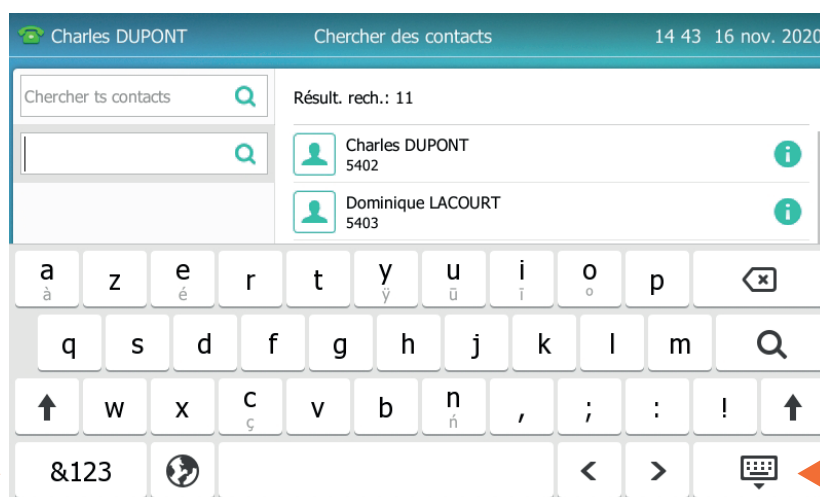 Charles DUPONT Chercher des contacts 14 43 16 nov. 2020
Chercher ts contacts
Résult. rech.: 11
Charles DUPONT
5402
Dominique LACOURT
5403
a z e r t y u i o p
à é ÿ ū ī o
q s d f g h j k l m
w x c v b n , ; : !
ç ń
&123 < >